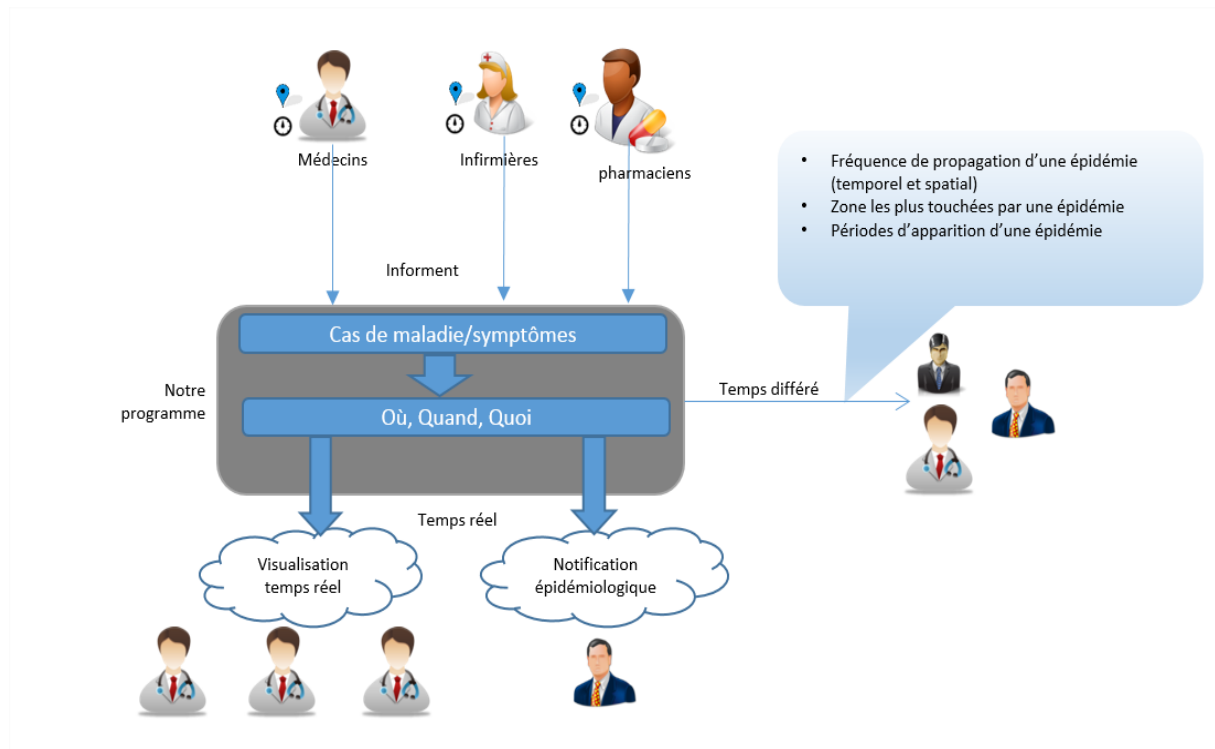 Médecins
Infirmières
pharmaciens
• Fréquence de propagation d'une épidémie
(temporel et spatial)
• Zone les plus touchées par une épidémie
• Périodes d'apparition d'une épidémie
Informent
Cas de maladie/symptômes
Notre
programme
Où, Quand, Quoi
Temps différé
Temps réel
Visualisation
temps réel
Notification
épidémiologique